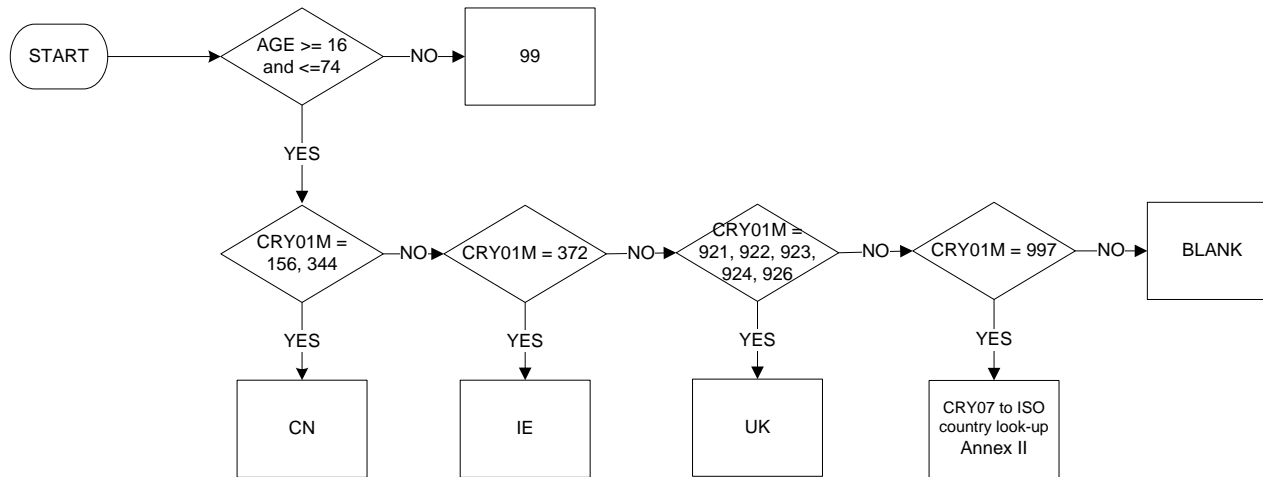 START
AGE >= 16
and <=74
NO
99
YES
CRY01M =
156, 344
NO
CRY01M = 372
NO
CRY01M =
921, 922, 923,
924, 926
NO
CRY01M = 997
NO
BLANK
YES
YES
YES
YES
CN
IE
UK
CRY07 to ISO
country look-up
Annex II